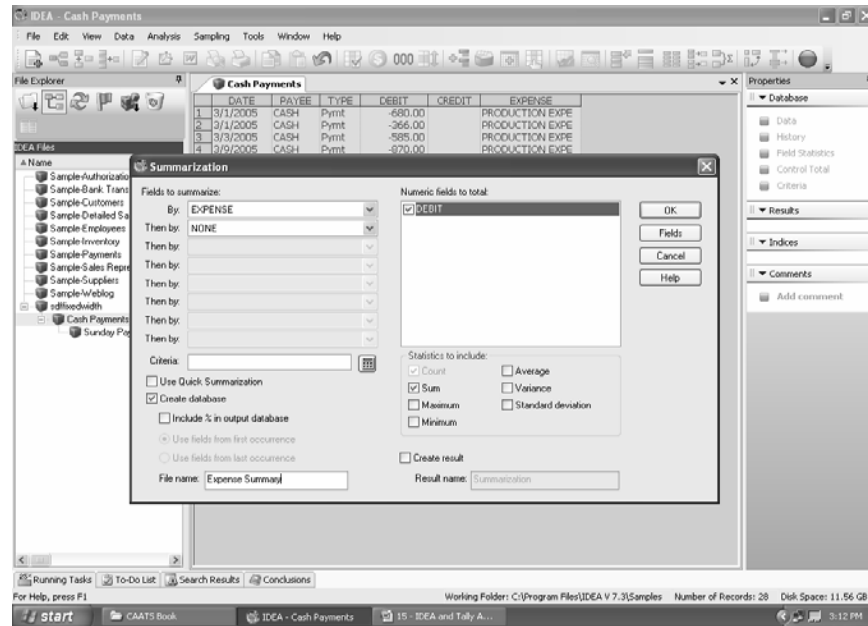 IDEA - Cash Payments
File Edit View Data Analysis Sampling Tools Window Help
000
File Explorer
IDEA Files
Name
Sample-Authorizatio
Sample-Bank Trans
Sample-Customers
Sample-Detailed Sa
Sample-Employees
Sample-Inventory
Sample-Payments
Sample-Sales Repre
Sample-Suppliers
Sample-Weblog
Cash Payments
Sunday Pay
Cash Payments
DATE PAYEE TYPE DEBIT CREDIT EXPENSE
1 3/1/2005 CASH Pymt -680.00 PRODUCTION EXPE
2 3/1/2005 CASH Pymt -366.00 PRODUCTION EXPE
3 3/3/2005 CASH Pymt -585.00 PRODUCTION EXPE
4 3/9/2005 CASH Pymt -870.00 PRODUCTION EXPE
Summarization
Fields to summarize:
By: EXPENSE
Then by: NONE
Then by:
Then by:
Then by:
Then by:
Then by:
Then by:
Criteria:
Use Quick Summarization
Create database
Include % in output database
Use fields from first occurrence
Use fields from last occurrence
File name: Expense Summary
Numeric fields to total:
DEBIT
Statistics to include:
Count Average
Sum Variance
Maximum Standard deviation
Minimum
Create result
Result name: Summarization
OK
Fields
Cancel
Help
Properties
Database
Data
History
Field Statistics
Control Total
Criteria
Results
Indices
Comments
Add comment
Running Tasks To-Do List Search Results Conclusions
For Help, press F1 Working Folder: C:\Program Files\IDEA V 7.3\Samples Number of Records: 28 Disk Space: 11.56 GB
start CAATS Book IDEA - Cash Payments 15 - IDEA and Tally A... 3:12 PM